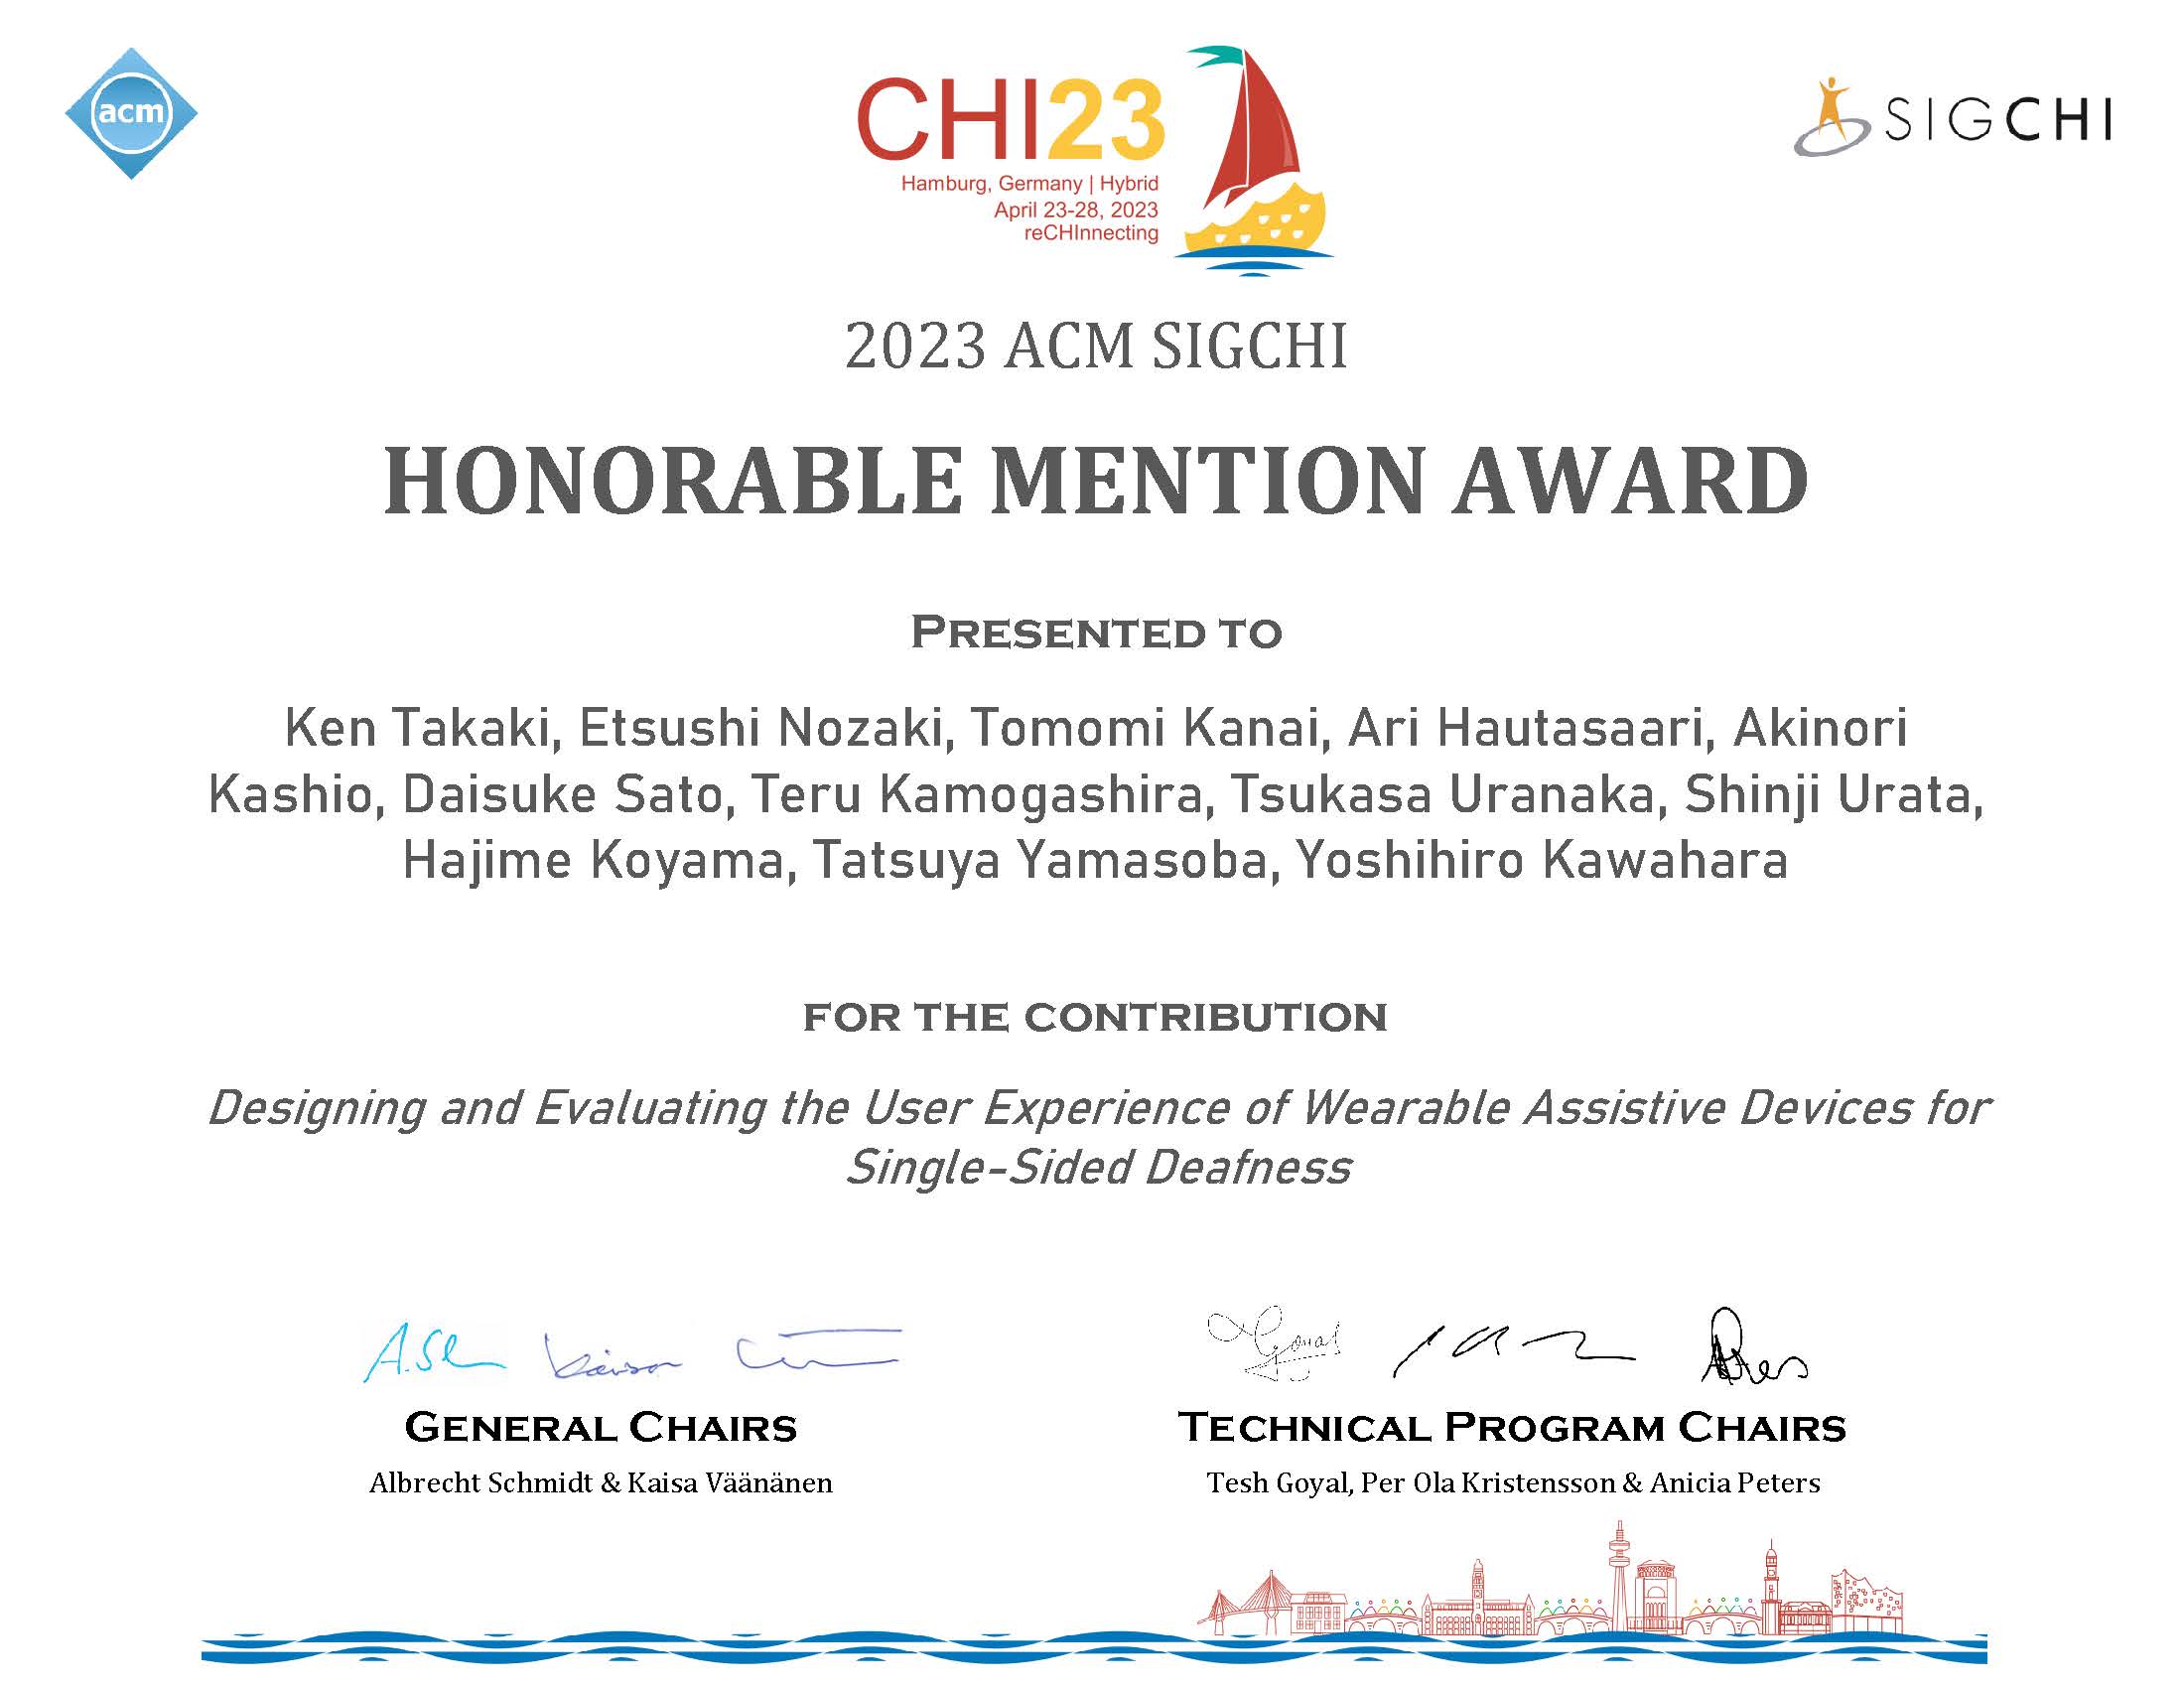 acm
CHI23
Hamburg, Germany | Hybrid
April 23-28, 2023
reCHInnecting
SIGCHI
2023 ACM SIGCHI
HONORABLE MENTION AWARD
PRESENTED TO
Ken Takaki, Etsushi Nozaki, Tomomi Kanai, Ari Hautasaari, Akinori
Kashio, Daisuke Sato, Teru Kamogashira, Tsukasa Uranaka, Shinji Urata,
Hajime Koyama, Tatsuya Yamasoba, Yoshihiro Kawahara
FOR THE CONTRIBUTION
Designing and Evaluating the User Experience of Wearable Assistive Devices for
Single-Sided Deafness
GENERAL CHAIRS
Albrecht Schmidt & Kaisa Väänänen
TECHNICAL PROGRAM CHAIRS
Tesh Goyal, Per Ola Kristensson & Anicia Peters